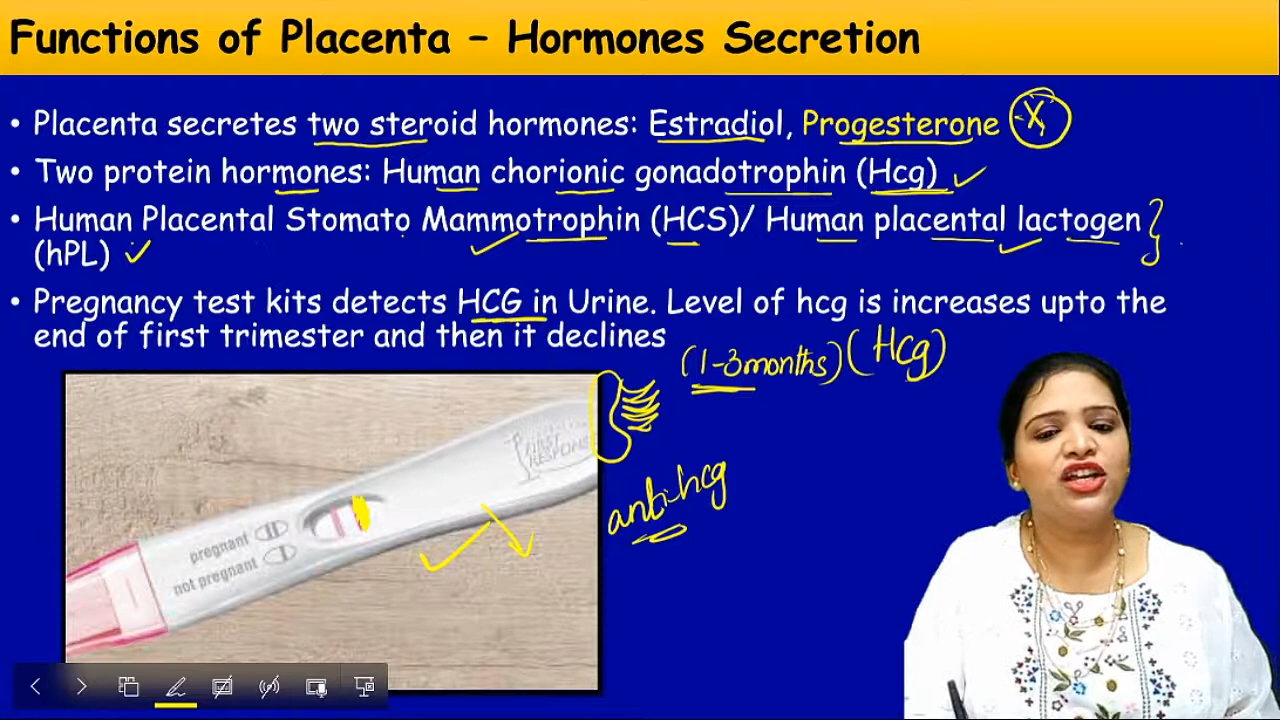 Functions of Placenta – Hormones Secretion
• Placenta secretes two steroid hormones: Estradiol, Progesterone X
• Two protein hormones: Human chorionic gonadotrophin (Hcg)
• Human Placental Stomato Mammotrophin (HCS)/ Human placental lactogen
(hPL)
• Pregnancy test kits detects HCG in Urine. Level of hcg is increases upto the
end of first trimester and then it declines
(1-3months) (Hcg)
FIRST
RESPONSE
anti-hcg
pregnant
not pregnant